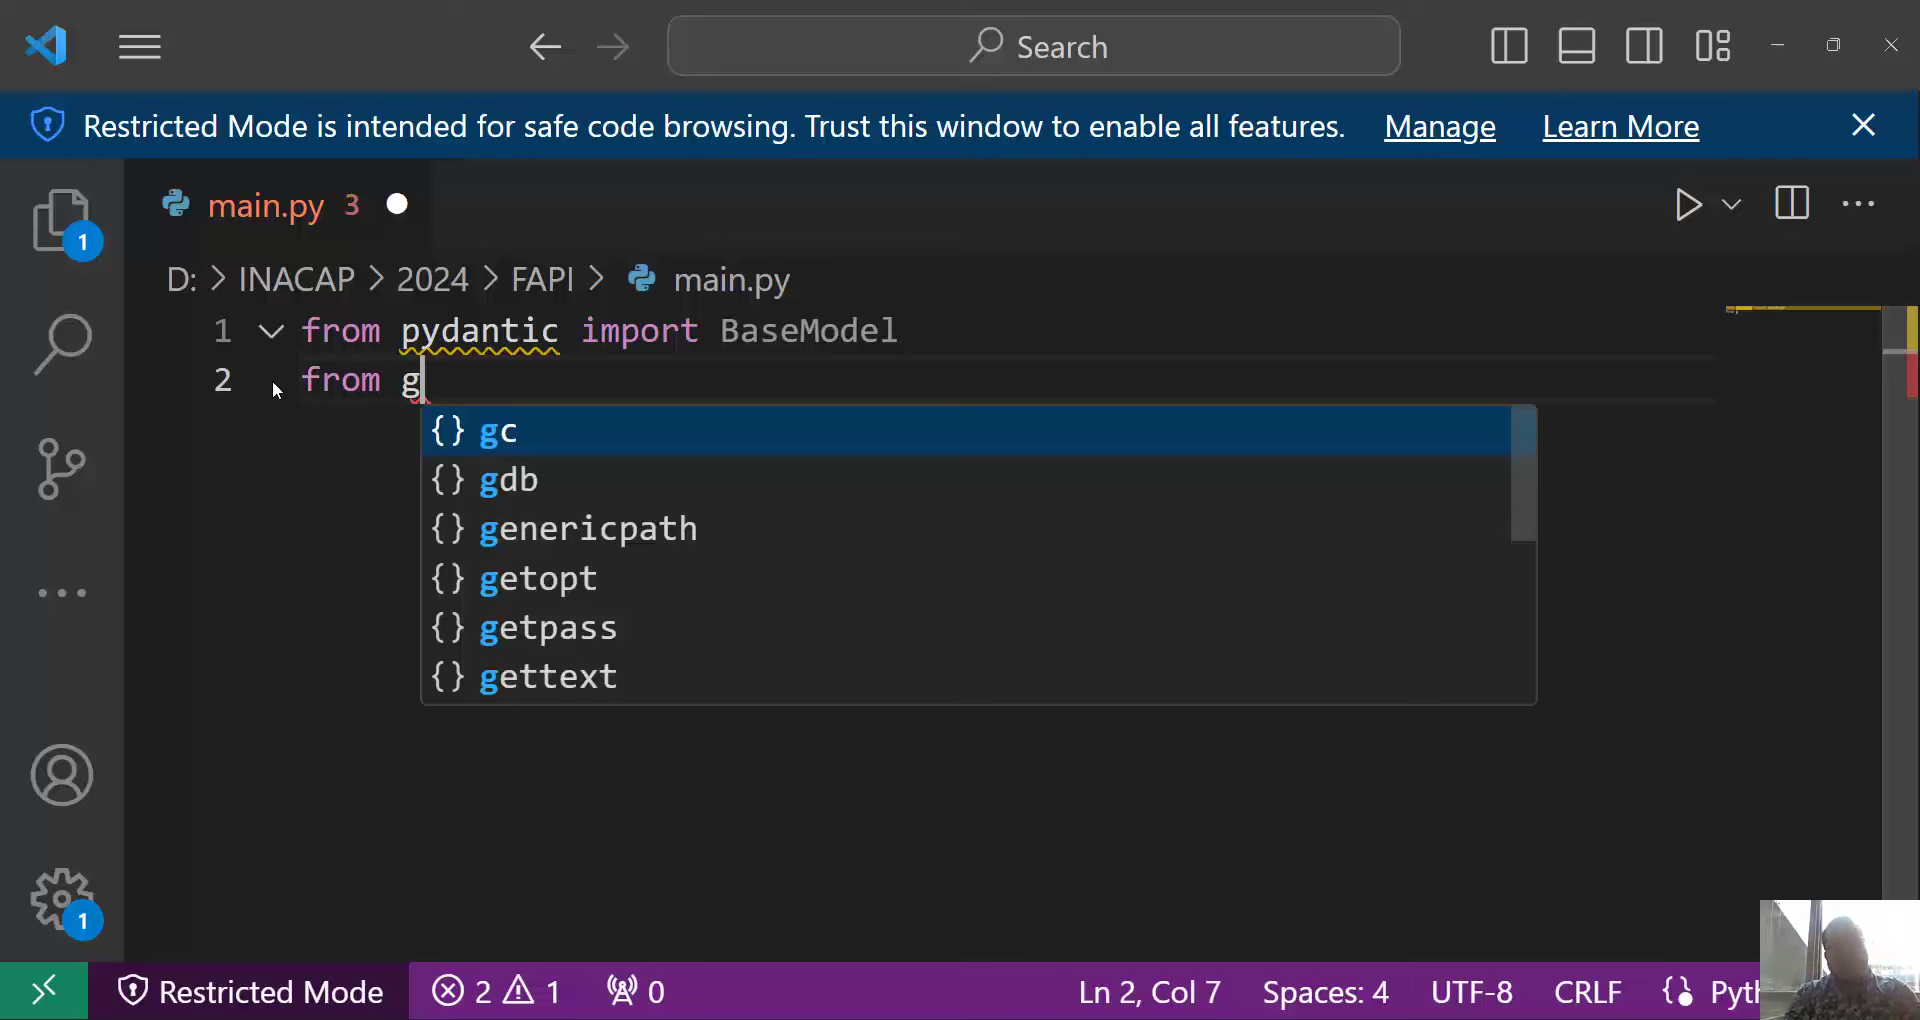 Search
Restricted Mode is intended for safe code browsing. Trust this window to enable all features. Manage Learn More
1
main.py 3
D: > INACAP > 2024 > FAPI > main.py
1 from pydantic import BaseModel
2 from g
{} gc
{} gdb
{} genericpath
{} getopt
{} getpass
{} gettext
1
Restricted Mode 2 1 0 Ln 2, Col 7 Spaces: 4 UTF-8 CRLF {} Pyt